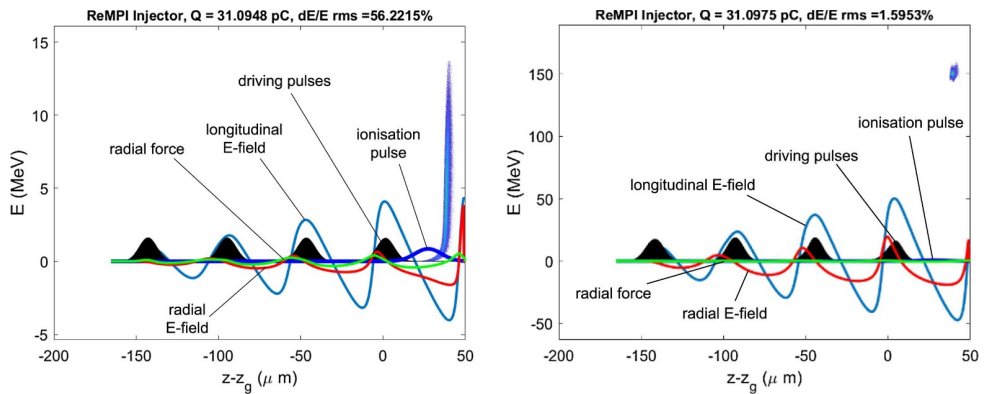 ReMPI Injector, Q = 31.0948 pC, dE/E rms =56.2215%
15
10
5
0
-5
E (MeV)
driving pulses
longitudinal
E-field
ionisation
pulse
radial force
radial
E-field
-200
-150
-100
-50
0
50
z-zg (μ m)
ReMPI Injector, Q = 31.0975 pC, dE/E rms =1.5953%
150
100
50
0
-50
E (MeV)
ionisation pulse
driving pulses
longitudinal E-field
radial force
radial E-field
-200
-150
-100
-50
0
50
z-zg (μ m)